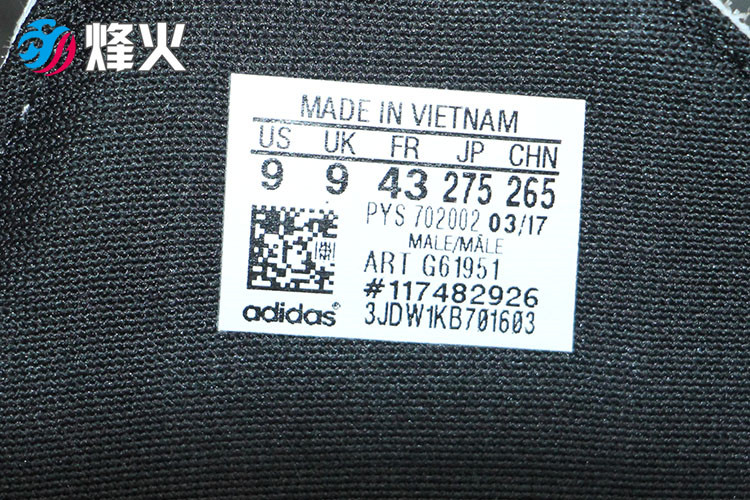 烽火
MADE IN VIETNAM
US UK FR JP CHN
9 9 43 275 265
PYS 702002 03/17
MALE/MÂLE
ART G61951
#117482926
adidas® 3JDW1KB701603